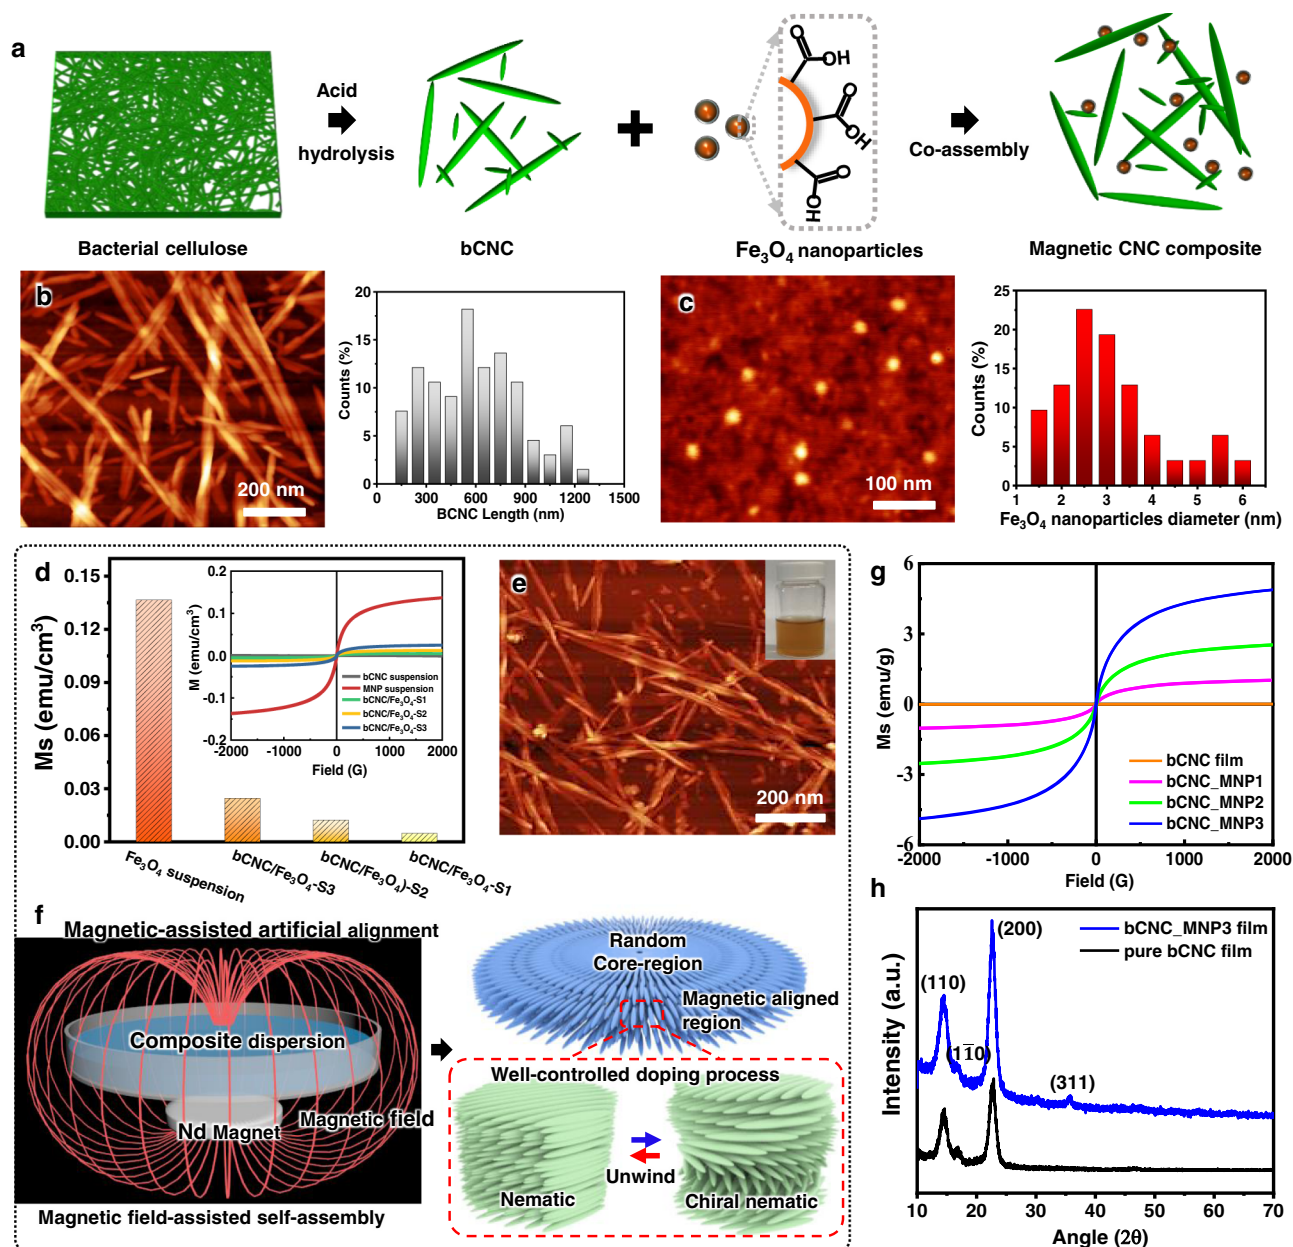 a
Acid
hydrolysis
Co-assembly
O
OH
O
OH
O
HO
Bacterial cellulose
bCNC
Fe₃O₄ nanoparticles
Magnetic CNC composite
b
200 nm
20
15
10
5
0
Counts (%)
0 300 600 900 1200 1500
BCNC Length (nm)
c
100 nm
25
20
15
10
5
0
Counts (%)
1 2 3 4 5 6
Fe₃O₄ nanoparticles diameter (nm)
d
0.15
0.12
0.09
0.06
0.03
0.00
Ms (emu/cm³)
Fe₃O₄ suspension
bCNC/Fe₃O₄-S3
bCNC/Fe₃O₄)-S2
bCNC/Fe₃O₄-S1
0.2
0.1
0.0
-0.1
-0.2
M (emu/cm³)
bCNC suspension
MNP suspension
bCNC/Fe₃O₄-S1
bCNC/Fe₃O₄-S2
bCNC/Fe₃O₄-S3
-2000 -1000 0 1000 2000
Field (G)
e
200 nm
f
Magnetic-assisted artificial alignment
Composite dispersion
Magnetic field
Nd Magnet
Magnetic field-assisted self-assembly
Random
Core-region
Magnetic aligned
region
Well-controlled doping process
Unwind
Nematic
Chiral nematic
g
6
3
0
-3
-6
Ms (emu/g)
bCNC film
bCNC_MNP1
bCNC_MNP2
bCNC_MNP3
-2000 -1000 0 1000 2000
Field (G)
h
Intensity (a.u.)
bCNC_MNP3 film
pure bCNC film
(200)
(110)
(11̅0)
(311)
10 20 30 40 50 60 70
Angle (2θ)